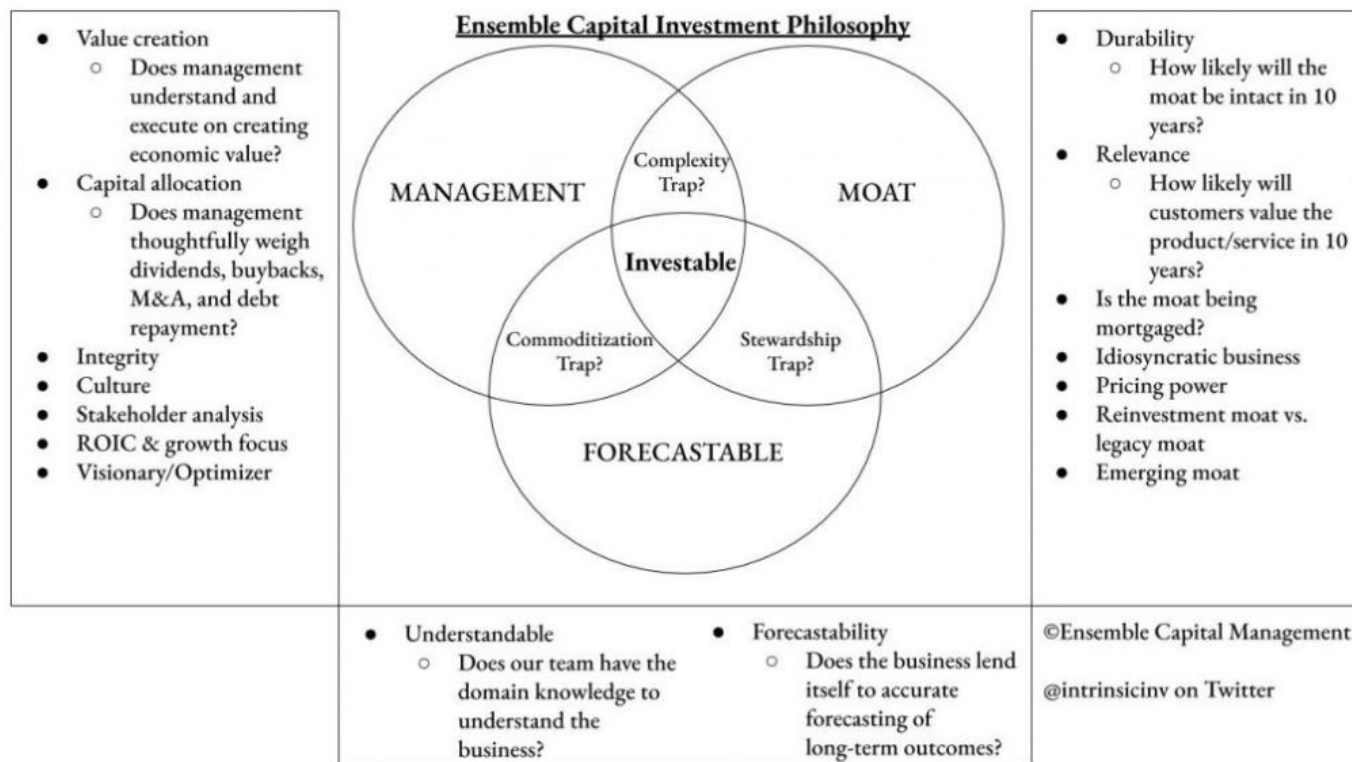 Ensemble Capital Investment Philosophy
● Value creation
○ Does management
understand and
execute on creating
economic value?
● Capital allocation
○ Does management
thoughtfully weigh
dividends, buybacks,
M&A, and debt
repayment?
● Integrity
● Culture
● Stakeholder analysis
● ROIC & growth focus
● Visionary/Optimizer
MANAGEMENT
Complexity
Trap?
MOAT
Investable
Commoditization
Trap?
Stewardship
Trap?
FORECASTABLE
● Durability
○ How likely will the
moat be intact in 10
years?
● Relevance
○ How likely will
customers value the
product/service in 10
years?
● Is the moat being
mortgaged?
● Idiosyncratic business
● Pricing power
● Reinvestment moat vs.
legacy moat
● Emerging moat
● Understandable
○ Does our team have the
domain knowledge to
understand the
business?
● Forecastability
○ Does the business lend
itself to accurate
forecasting of
long-term outcomes?
©Ensemble Capital Management
@intrinsicinv on Twitter